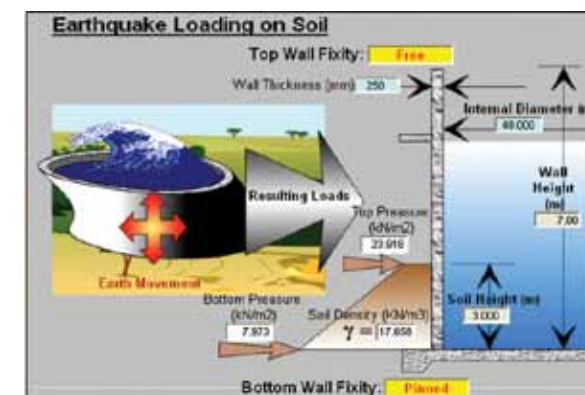 Earthquake Loading on Soil
Top Wall Fixity: Free
Wall Thickness (mm) 250
Internal Diameter
48.000
Resulting Loads
Wall
Height
(m)
7.00
Top Pressure
(kN/m2)
23.918
Earth Movement
Soil Height (m)
3.000
Bottom Pressure
(kN/m2)
7.973
Soil Density (kN/m3)
γ = 17.658
Bottom Wall Fixity: Pinned